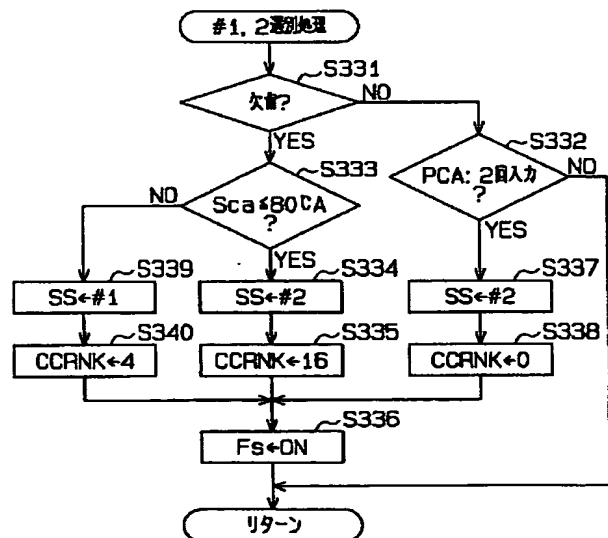 #1, 2選別処理
S331
欠歯?
NO
YES
S332
S333
PCA: 2回入力
?
NO
NO
Sca≦80℃A
?
YES
YES
S339
S334
S337
SS←#1
SS←#2
SS←#2
S340
S335
S338
CCRNK←4
CCRNK←16
CCRNK←0
S336
Fs←ON
リターン